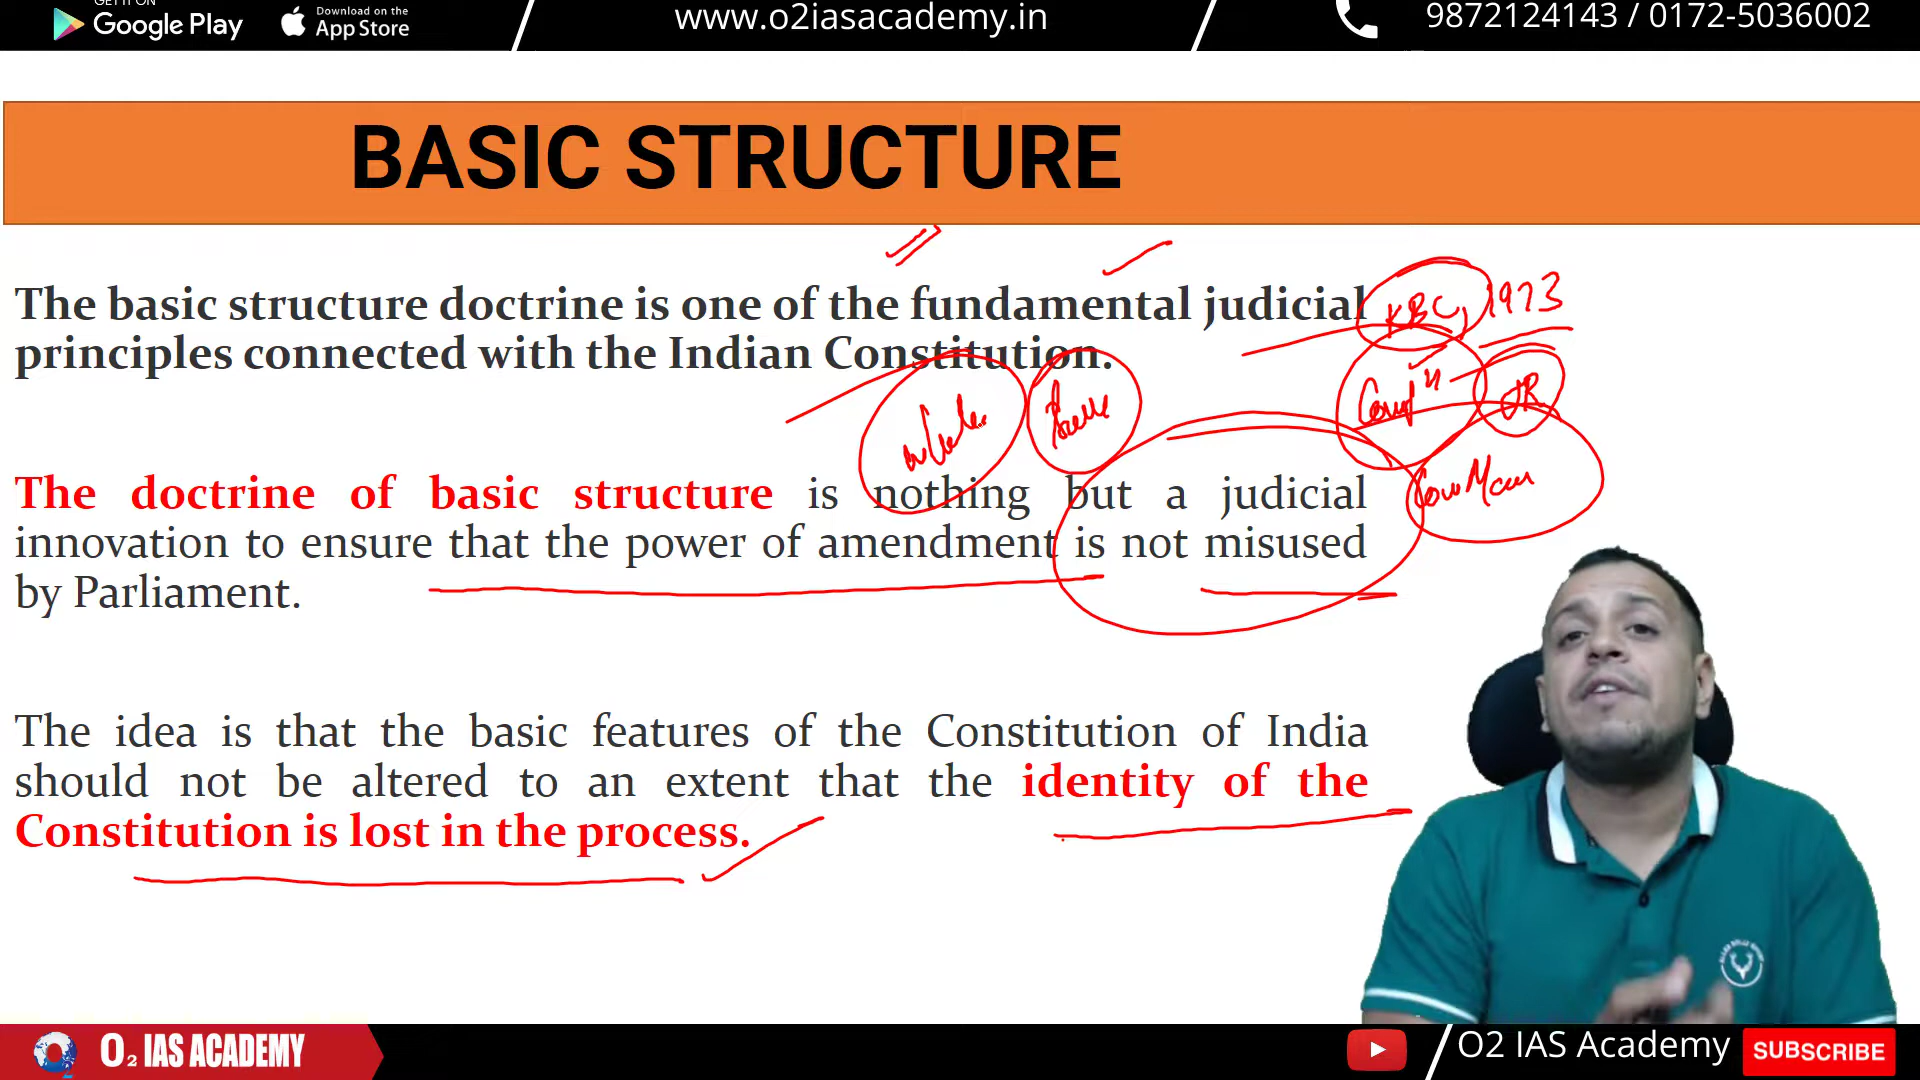 GET IT ON
Google Play
Download on the
App Store
www.o2iasacademy.in
9872124143 / 0172-5036002
BASIC STRUCTURE
The basic structure doctrine is one of the fundamental judicial
principles connected with the Indian Constitution.
KBC, 1973
The doctrine of basic structure is nothing but a judicial
innovation to ensure that the power of amendment is not misused
by Parliament.
The idea is that the basic features of the Constitution of India
should not be altered to an extent that the identity of the
Constitution is lost in the process.
O2 IAS ACADEMY
O2 IAS Academy
SUBSCRIBE